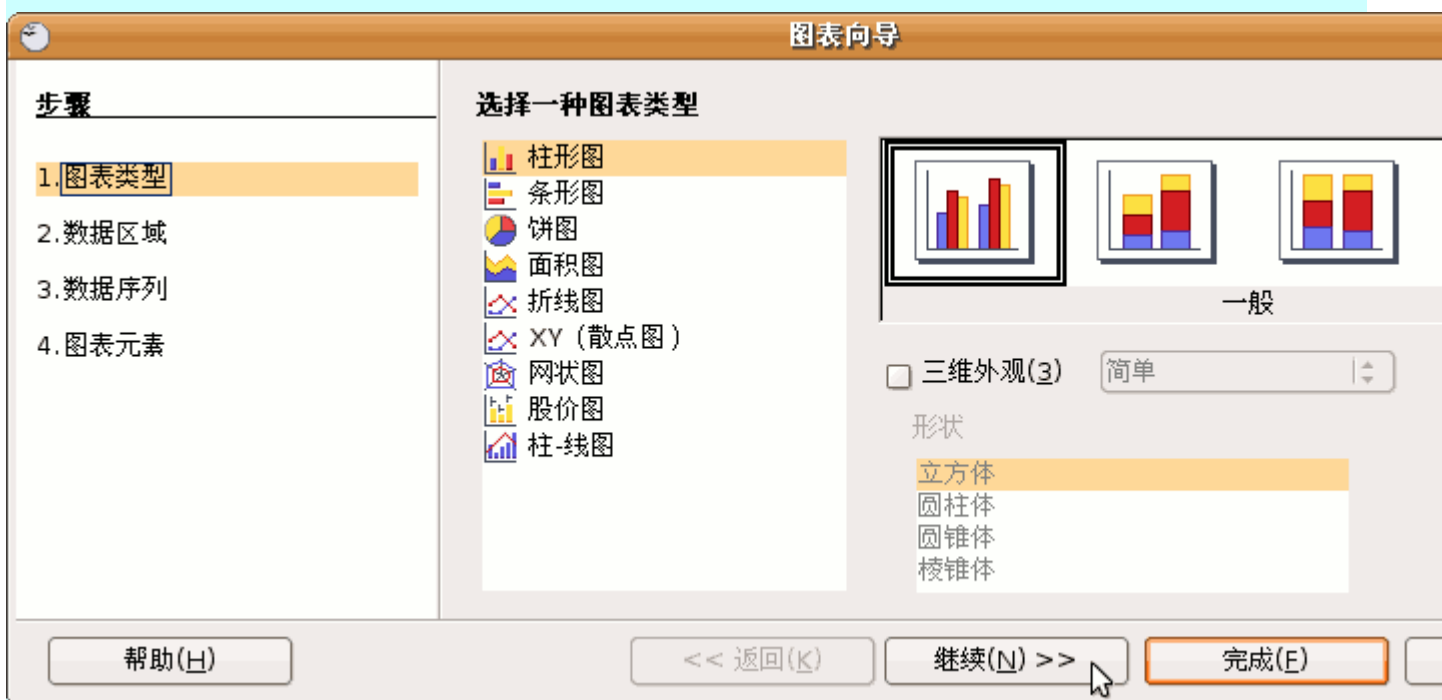 图表向导
步骤
1.图表类型
2.数据区域
3.数据序列
4.图表元素
选择一种图表类型
柱形图
条形图
饼图
面积图
折线图
XY（散点图）
网状图
股价图
柱-线图
一般
三维外观(3) 简单
形状
立方体
圆柱体
圆锥体
棱锥体
帮助(H) << 返回(K) 继续(N) >> 完成(F)